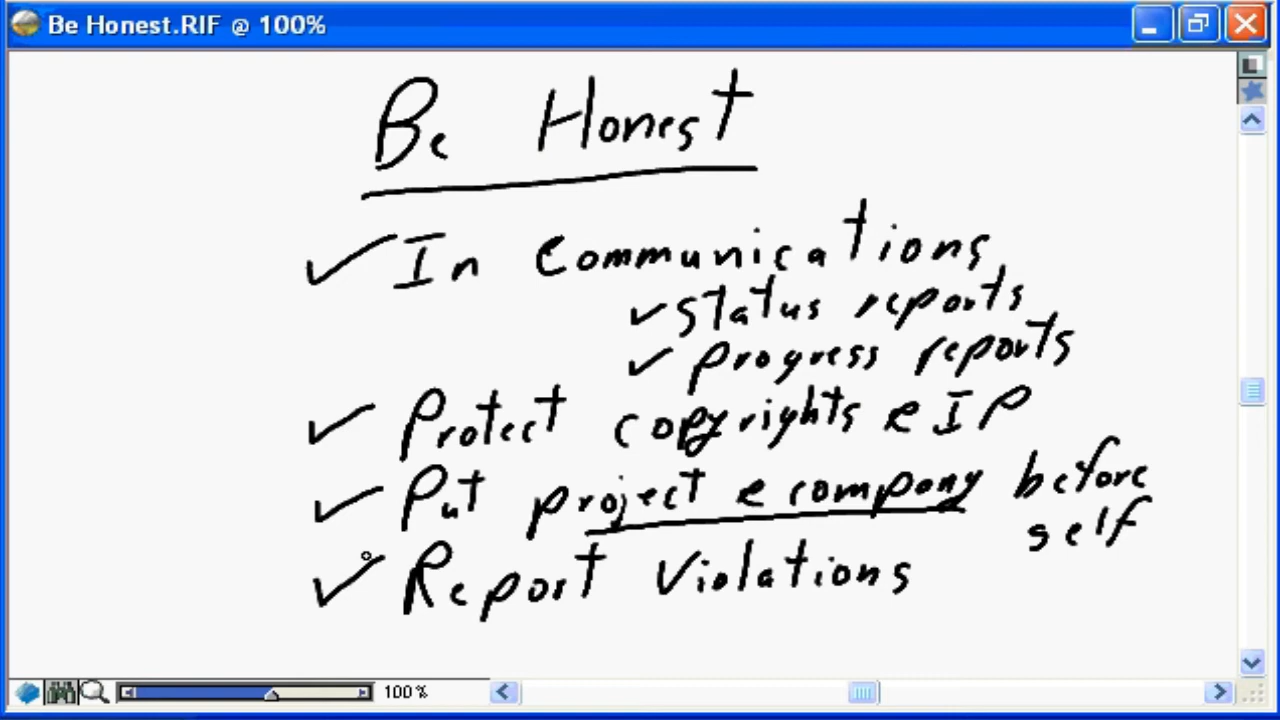 Be Honest.RIF @ 100%
Be Honest
✓ In Communications
✓ Status reports
✓ progress reports
✓ Protect copyrights & IP
✓ Put project & company before
self
✓ Report Violations
100%